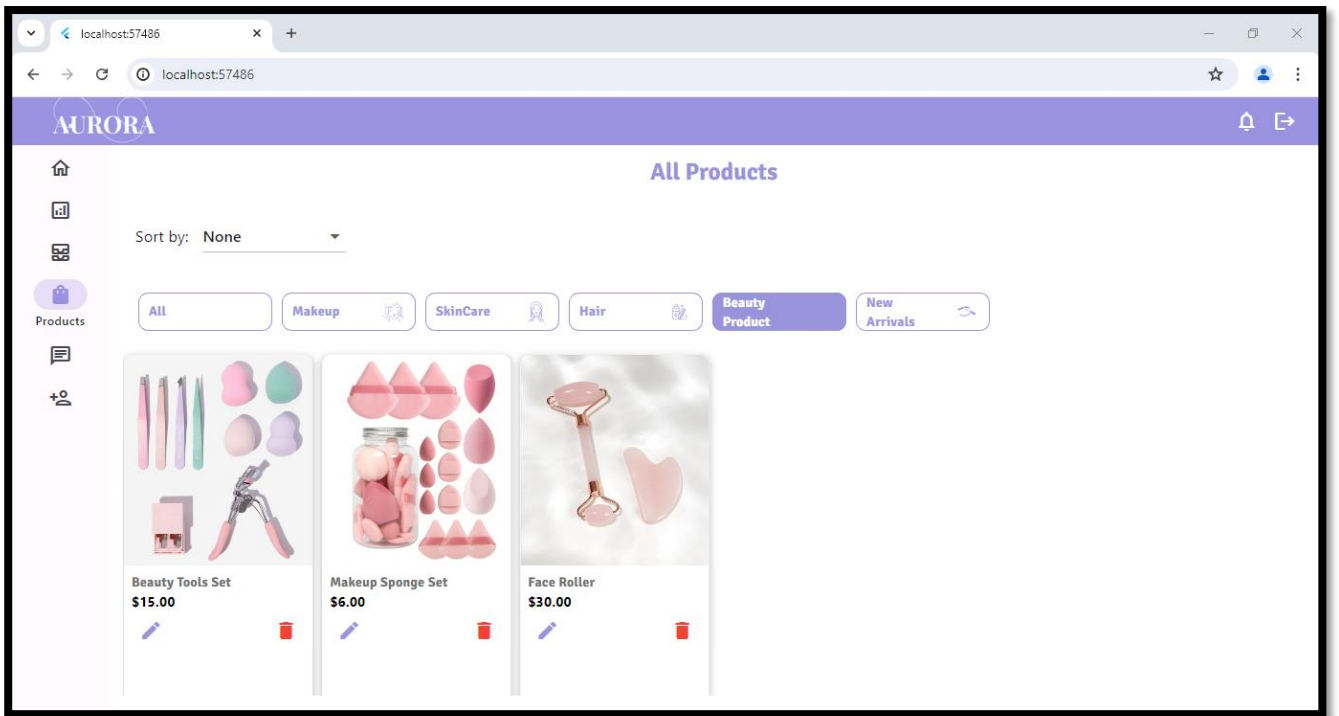 localhost:57486
localhost:57486
AURORA
All Products
Sort by: None
Products
All
Makeup
SkinCare
Hair
Beauty
Product
New
Arrivals
Beauty Tools Set
$15.00
Makeup Sponge Set
$6.00
Face Roller
$30.00